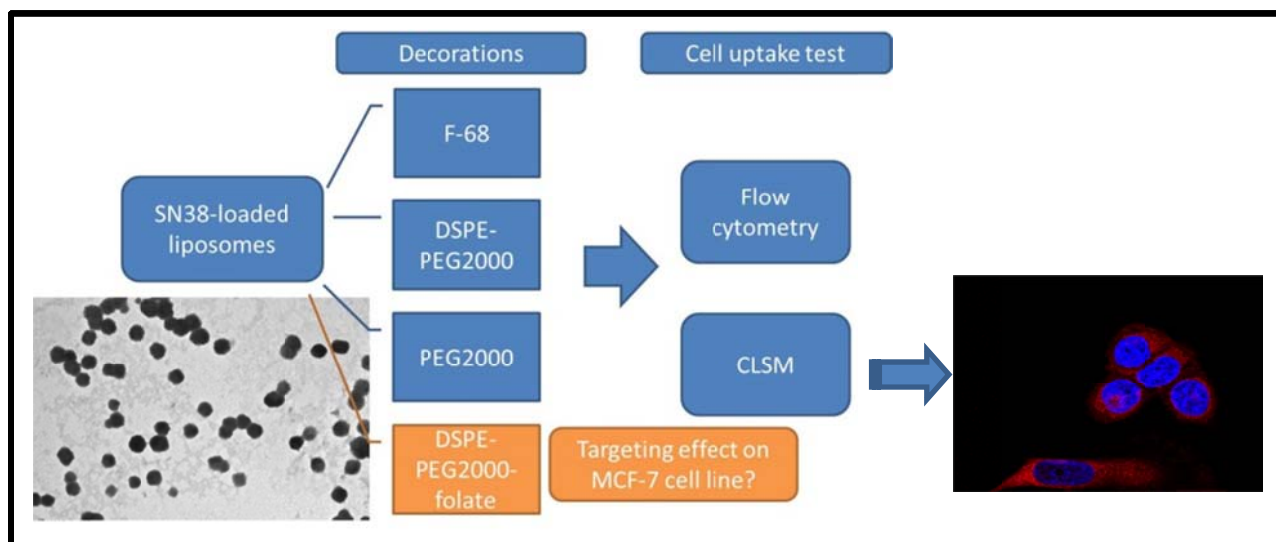 Decorations
Cell uptake test
F-68
SN38-loaded
liposomes
DSPE-
PEG2000
PEG2000
DSPE-
PEG2000-
folate
Flow
cytometry
CLSM
Targeting effect on
MCF-7 cell line?